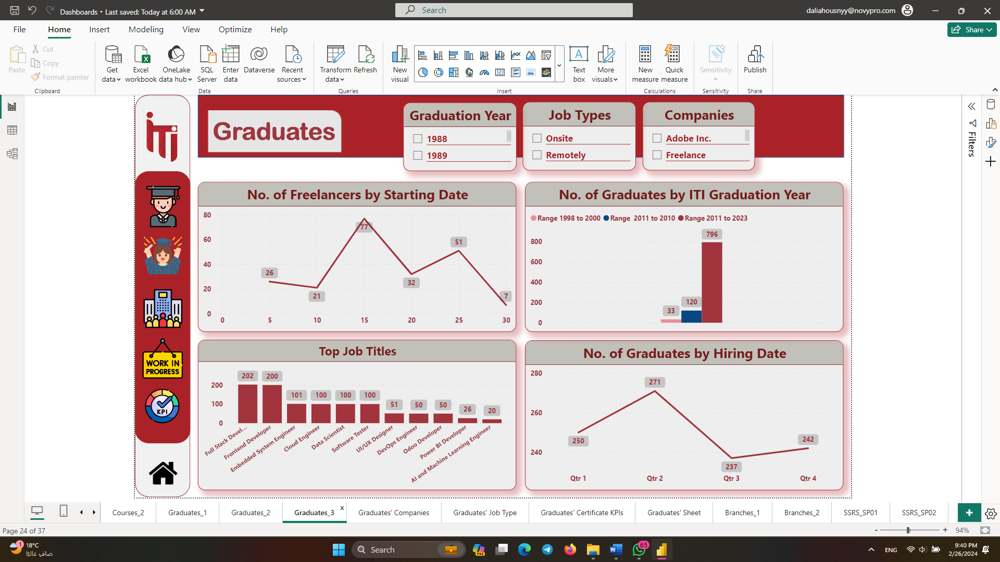 Dashboards • Last saved: Today at 6:00 AM
Search
daliahousnyy@novypro.com
File Home Insert Modeling View Optimize Help
Share
Paste
Cut
Copy
Format painter
Clipboard
Get data
Excel workbook
OneLake data hub
SQL Server
Enter data
Dataverse
Recent sources
Data
Transform data
Refresh
Queries
New visual
123
A
Text box
More visuals
Insert
New measure
Quick measure
Calculations
Sensitivity
Sensitivity
Publish
Share
iTi
Graduates
Graduation Year
1988
1989
Job Types
Onsite
Remotely
Companies
Adobe Inc.
Freelance
Filters
WORK IN PROGRESS
KPI
No. of Freelancers by Starting Date
80
60
40
20
0
26
21
77
32
51
7
0 5 10 15 20 25 30
No. of Graduates by ITI Graduation Year
Range 1998 to 2000 Range 2011 to 2010 Range 2011 to 2023
800
600
400
200
0
33
120
796
Top Job Titles
200
100
0
202 200 101 100 100 100 51 50 50 26 20
Full Stack Devel...
Frontend Developer
Embedded System Engineer
Cloud Engineer
Data Scientist
Software Tester
UI/UX Designer
DevOps Engineer
Odoo Developer
Power BI Developer
AI and Machine Learning Engineer
No. of Graduates by Hiring Date
280
260
240
250
271
237
242
Qtr 1 Qtr 2 Qtr 3 Qtr 4
Courses_2 Graduates_1 Graduates_2 Graduates_3 x Graduates' Companies Graduates' Job Type Graduates' Certificate KPIs Graduates' Sheet Branches_1 Branches_2 SSRS_SP01 SSRS_SP02 +
Page 24 of 37
- + 94%
1
18°C
صافٍ غالبًا
Search
PRE
65
ENG
9:40 PM
2/26/2024